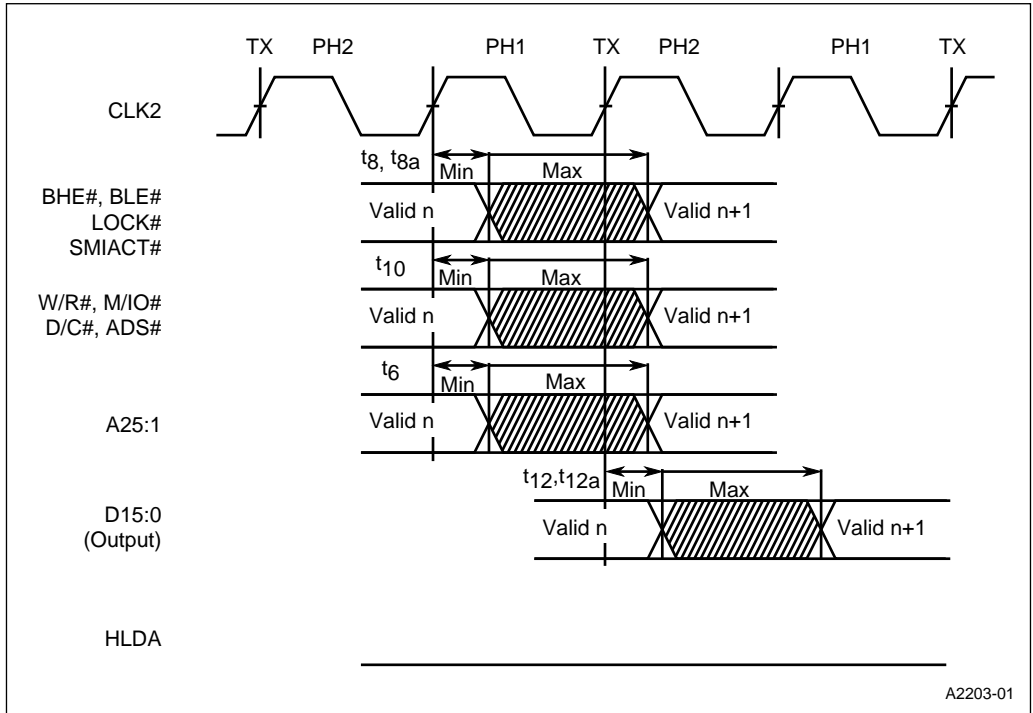 TX PH2 PH1 TX PH2 PH1 TX
CLK2
t8, t8a
Min Max
BHE#, BLE#
LOCK#
SMIACT#
Valid n Valid n+1
t10
Min Max
W/R#, M/IO#
D/C#, ADS#
Valid n Valid n+1
t6
Min Max
A25:1
Valid n Valid n+1
t12,t12a
Min Max
D15:0
(Output)
Valid n Valid n+1
HLDA
A2203-01